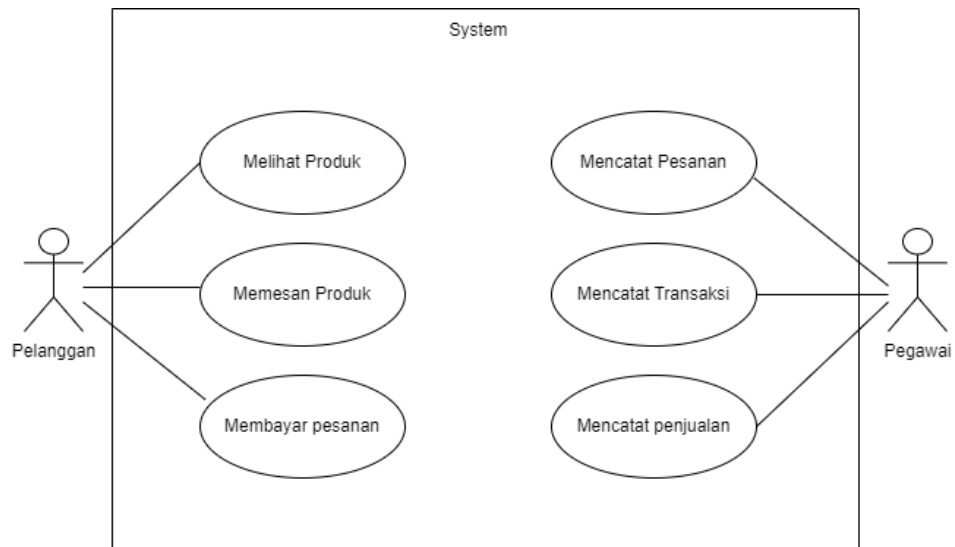 System
Melihat Produk
Mencatat Pesanan
Memesan Produk
Mencatat Transaksi
Pelanggan
Pegawai
Membayar pesanan
Mencatat penjualan